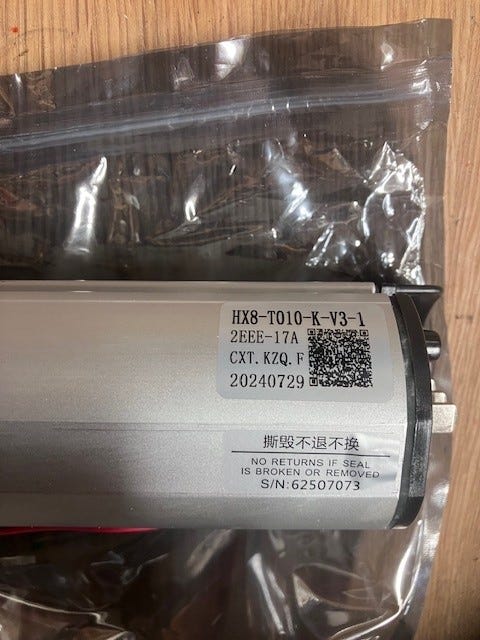 HX8-T010-K-V3-1
2EEE-17A
CXT.KZQ.F
20240729
撕毁不退不换
NO RETURNS IF SEAL
IS BROKEN OR REMOVED
S/N:62507073